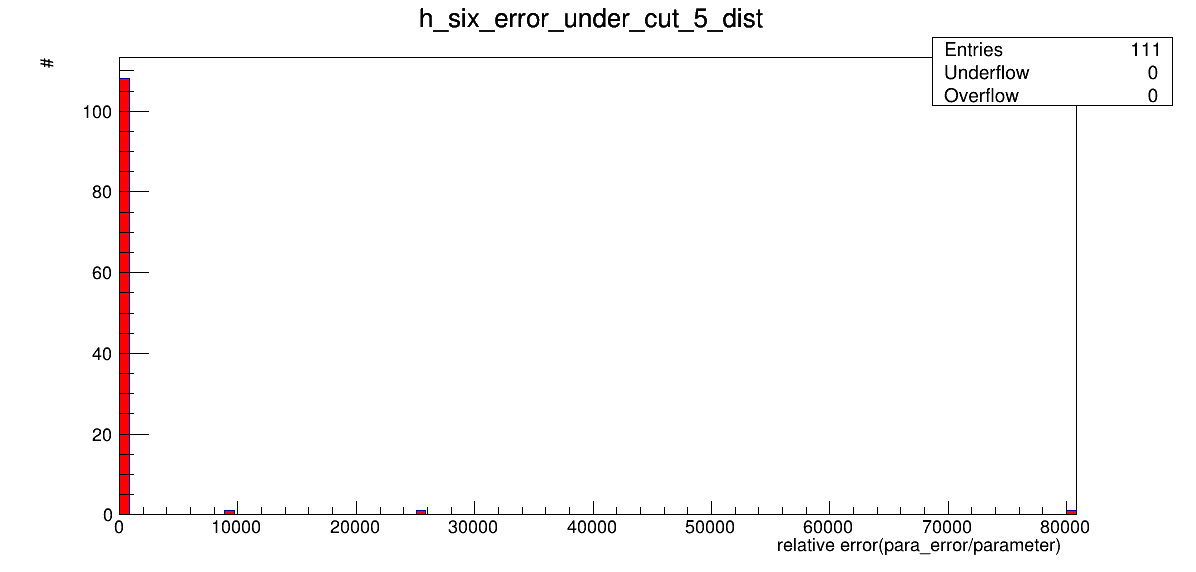 h_six_error_under_cut_5_dist
#
Entries 111
Underflow 0
Overflow 0
100
80
60
40
20
0
0 10000 20000 30000 40000 50000 60000 70000 80000
relative error(para_error/parameter)